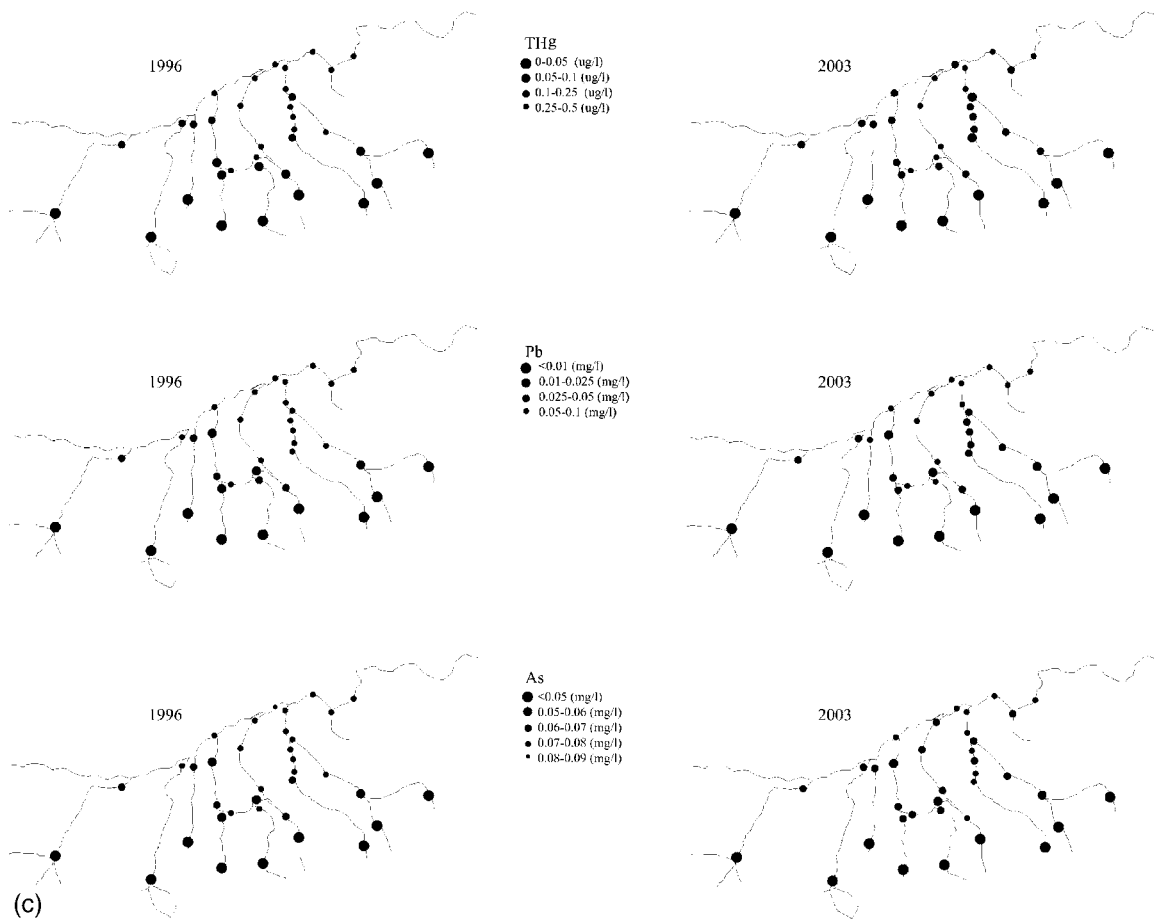 THg
1996
0-0.05 (ug/l)
0.05-0.1 (ug/l)
0.1-0.25 (ug/l)
0.25-0.5 (ug/l)
2003
Pb
1996
<0.01 (mg/l)
0.01-0.025 (mg/l)
0.025-0.05 (mg/l)
0.05-0.1 (mg/l)
2003
As
1996
<0.05 (mg/l)
0.05-0.06 (mg/l)
0.06-0.07 (mg/l)
0.07-0.08 (mg/l)
0.08-0.09 (mg/l)
2003
(c)